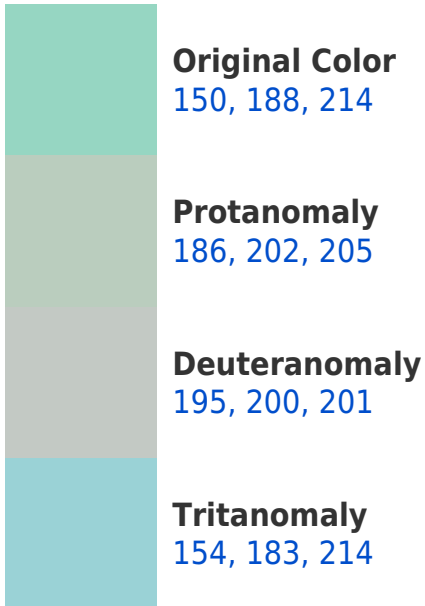 Original Color
150, 188, 214
Protanomaly
186, 202, 205
Deuteranomaly
195, 200, 201
Tritanomaly
154, 183, 214